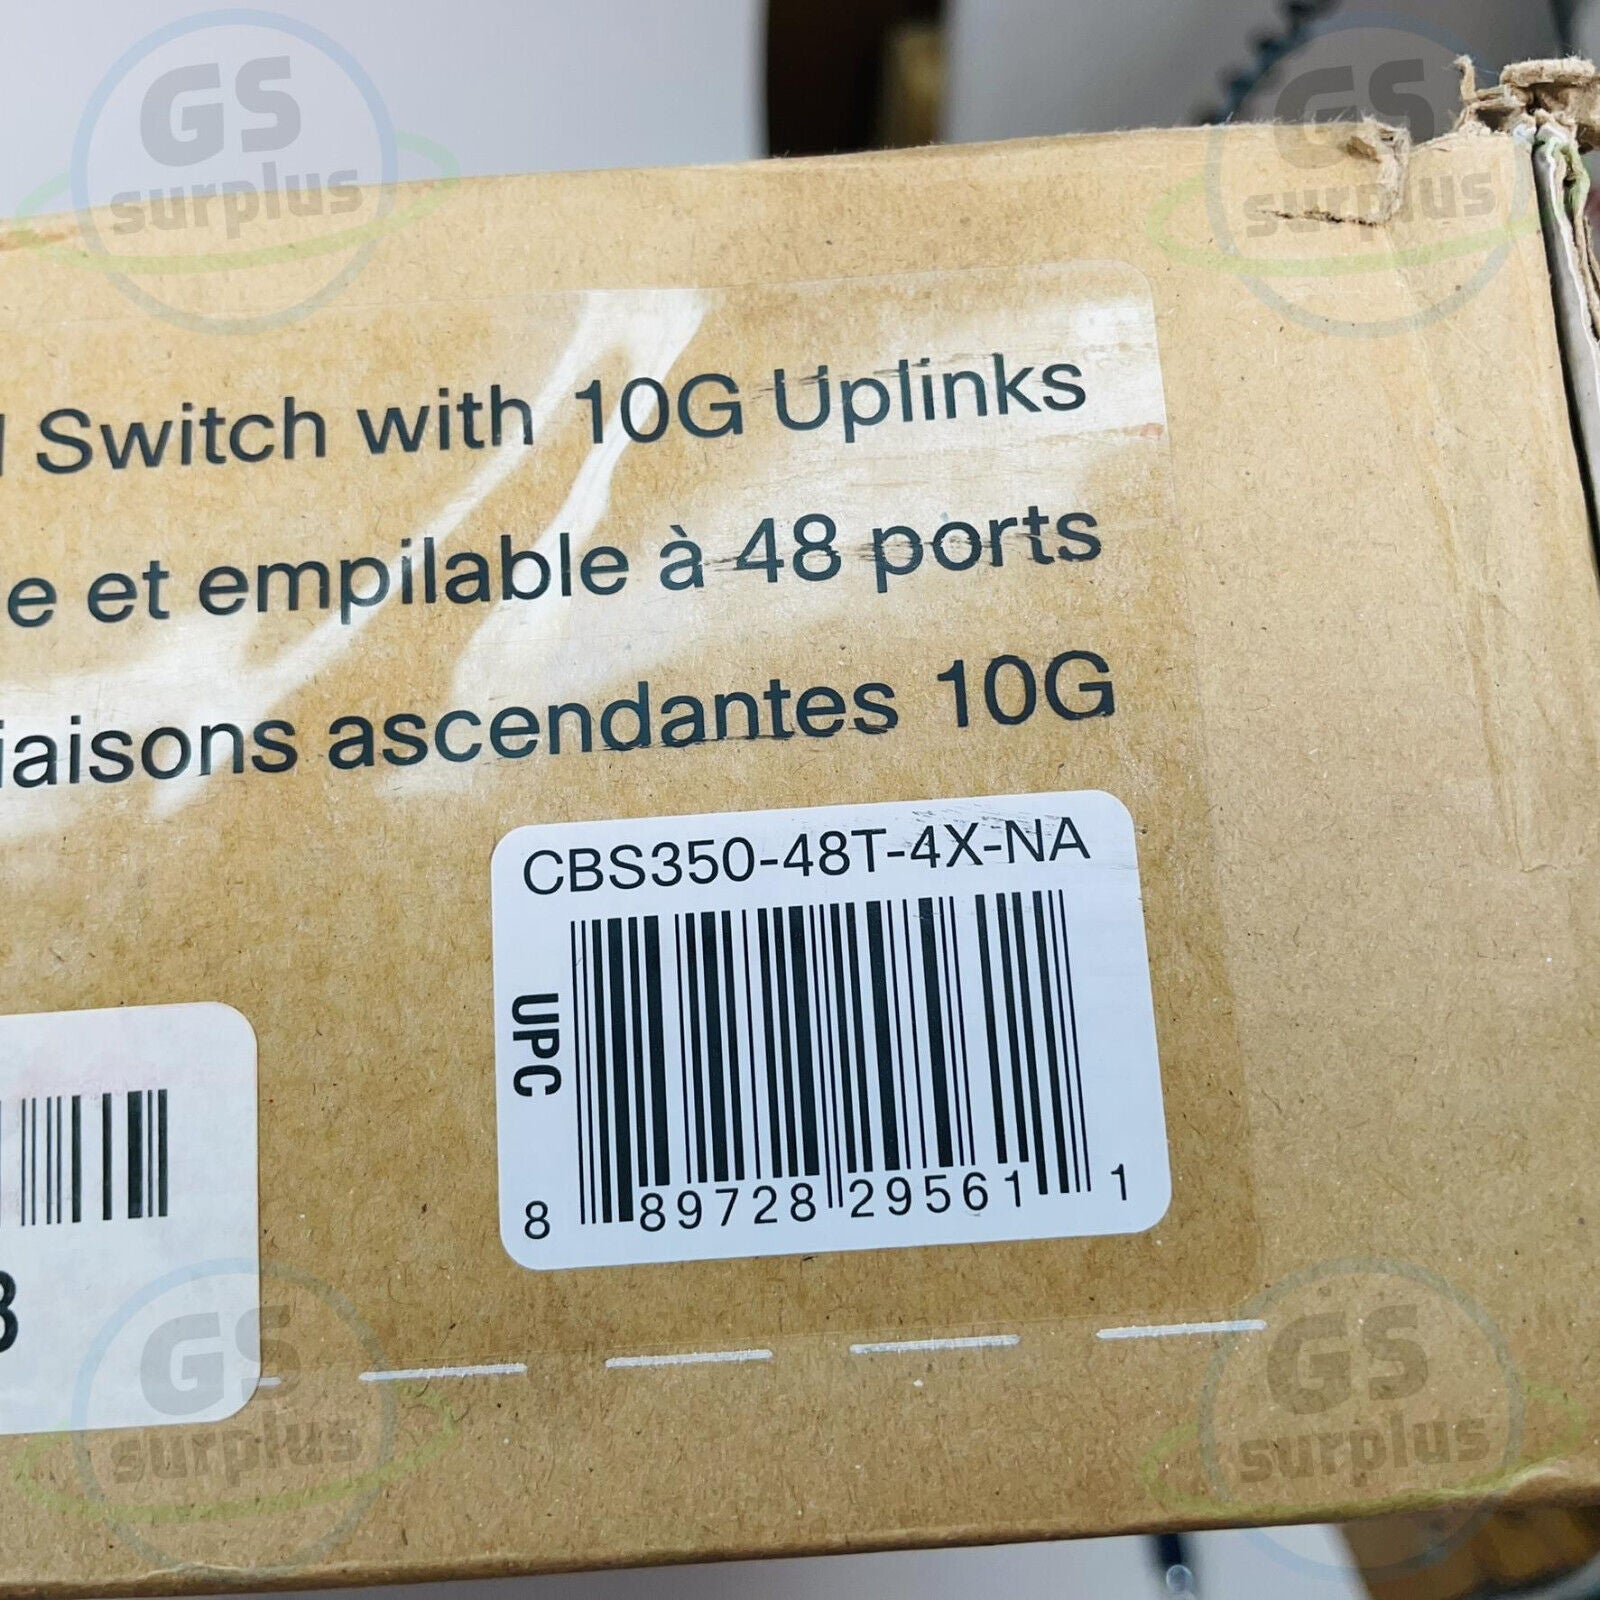 GS
surplus
GS
surplus
Switch with 10G Uplinks
e et empilable à 48 ports
iaisons ascendantes 10G
CBS350-48T-4X-NA
UPC
8 89728 29561 1
GS
surplus
GS
surplus